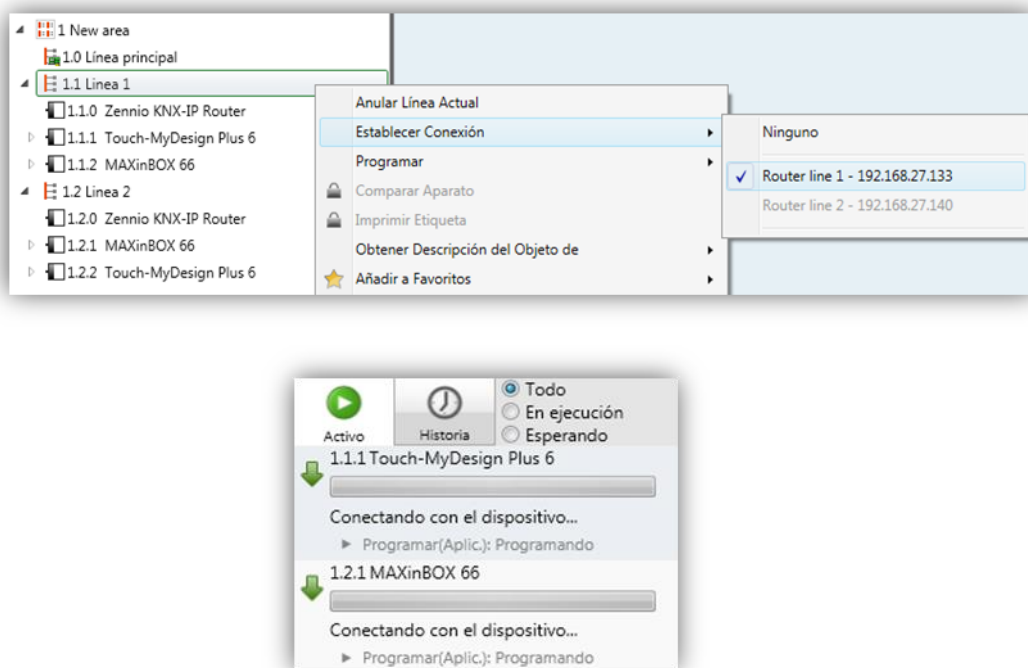 1 New area
1.0 Línea principal
1.1 Linea 1
1.1.0 Zennio KNX-IP Router
1.1.1 Touch-MyDesign Plus 6
1.1.2 MAXinBOX 66
1.2 Linea 2
1.2.0 Zennio KNX-IP Router
1.2.1 MAXinBOX 66
1.2.2 Touch-MyDesign Plus 6
Anular Línea Actual
Establecer Conexión
Programar
Comparar Aparato
Imprimir Etiqueta
Obtener Descripción del Objeto de
Añadir a Favoritos
Ninguno
Router line 1 - 192.168.27.133
Router line 2 - 192.168.27.140
Activo
Historia
Todo
En ejecución
Esperando
1.1.1 Touch-MyDesign Plus 6
Conectando con el dispositivo...
Programar(Aplic.): Programando
1.2.1 MAXinBOX 66
Conectando con el dispositivo...
Programar(Aplic.): Programando